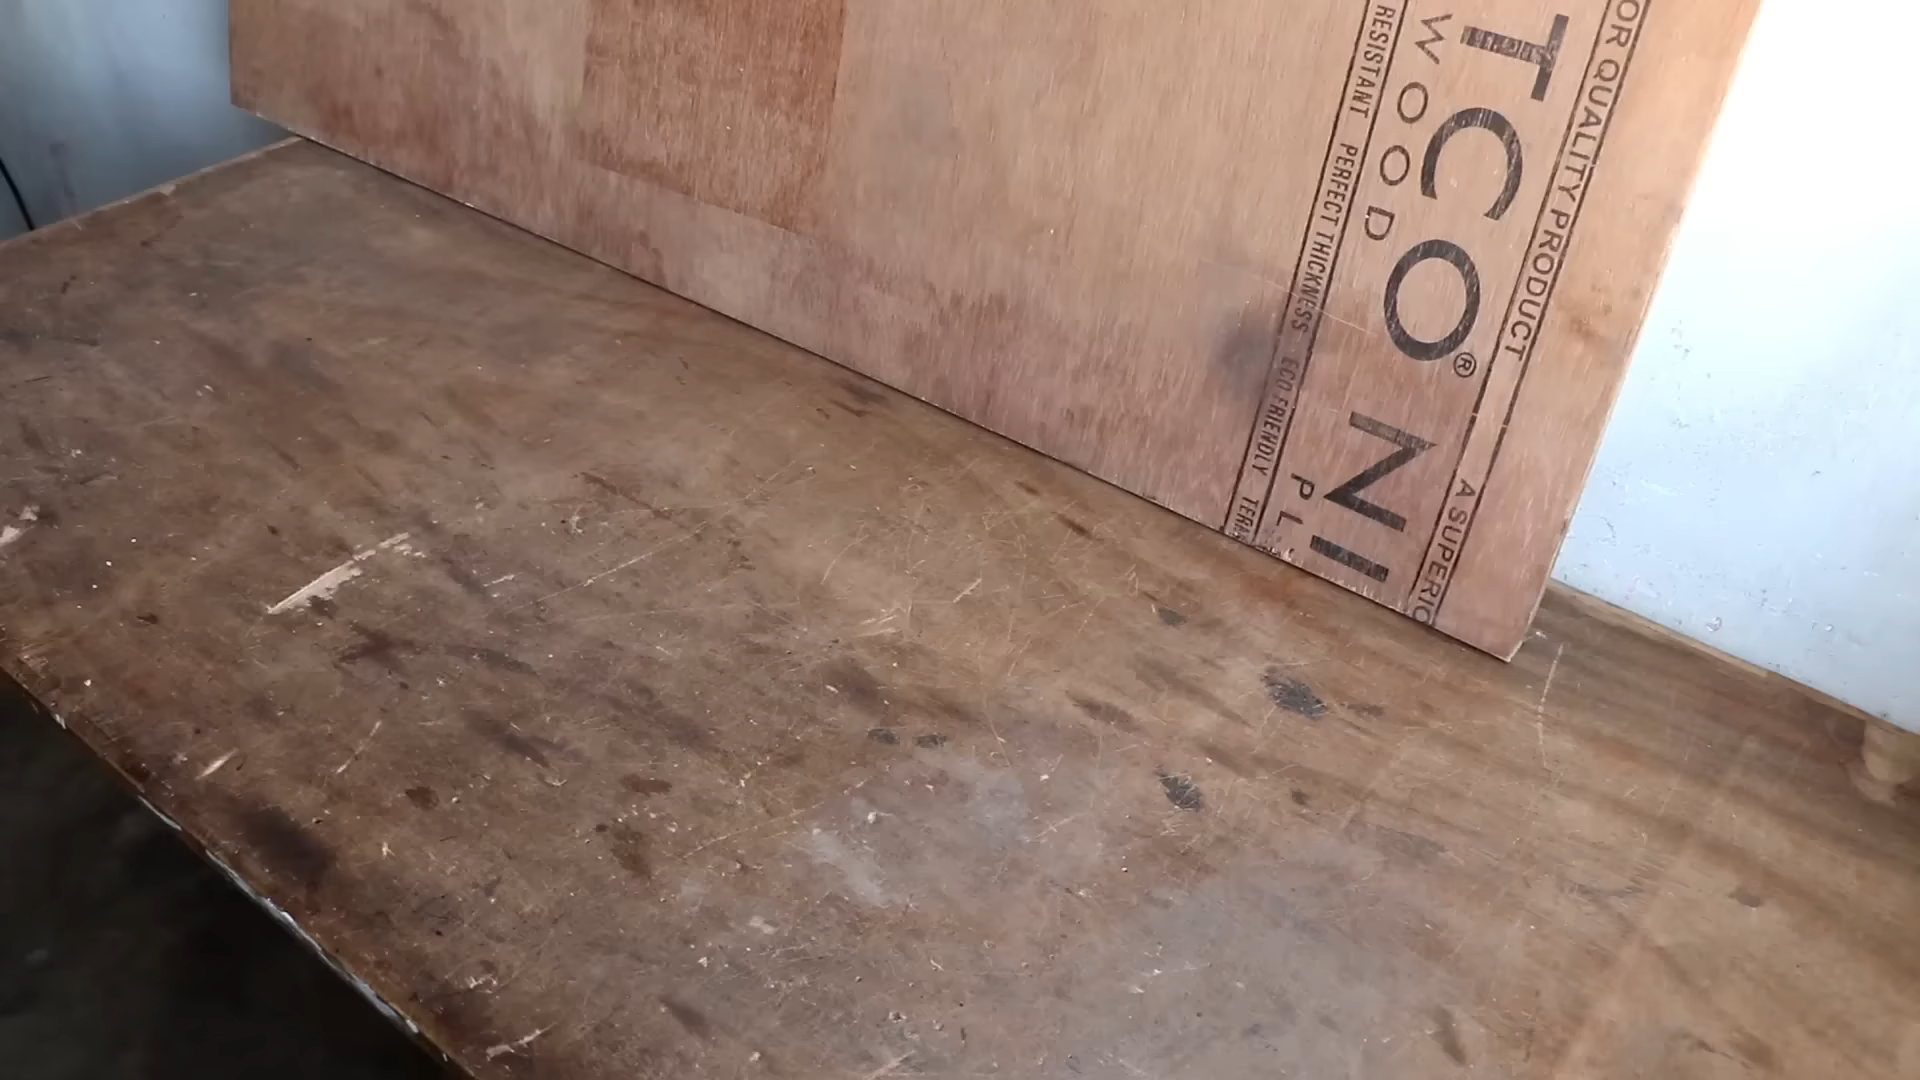 OR QUALITY PRODUCT A SUPERIO
TCO® NI
WOOD PL
RESISTANT PERFECT THICKNESS ECO FRIENDLY